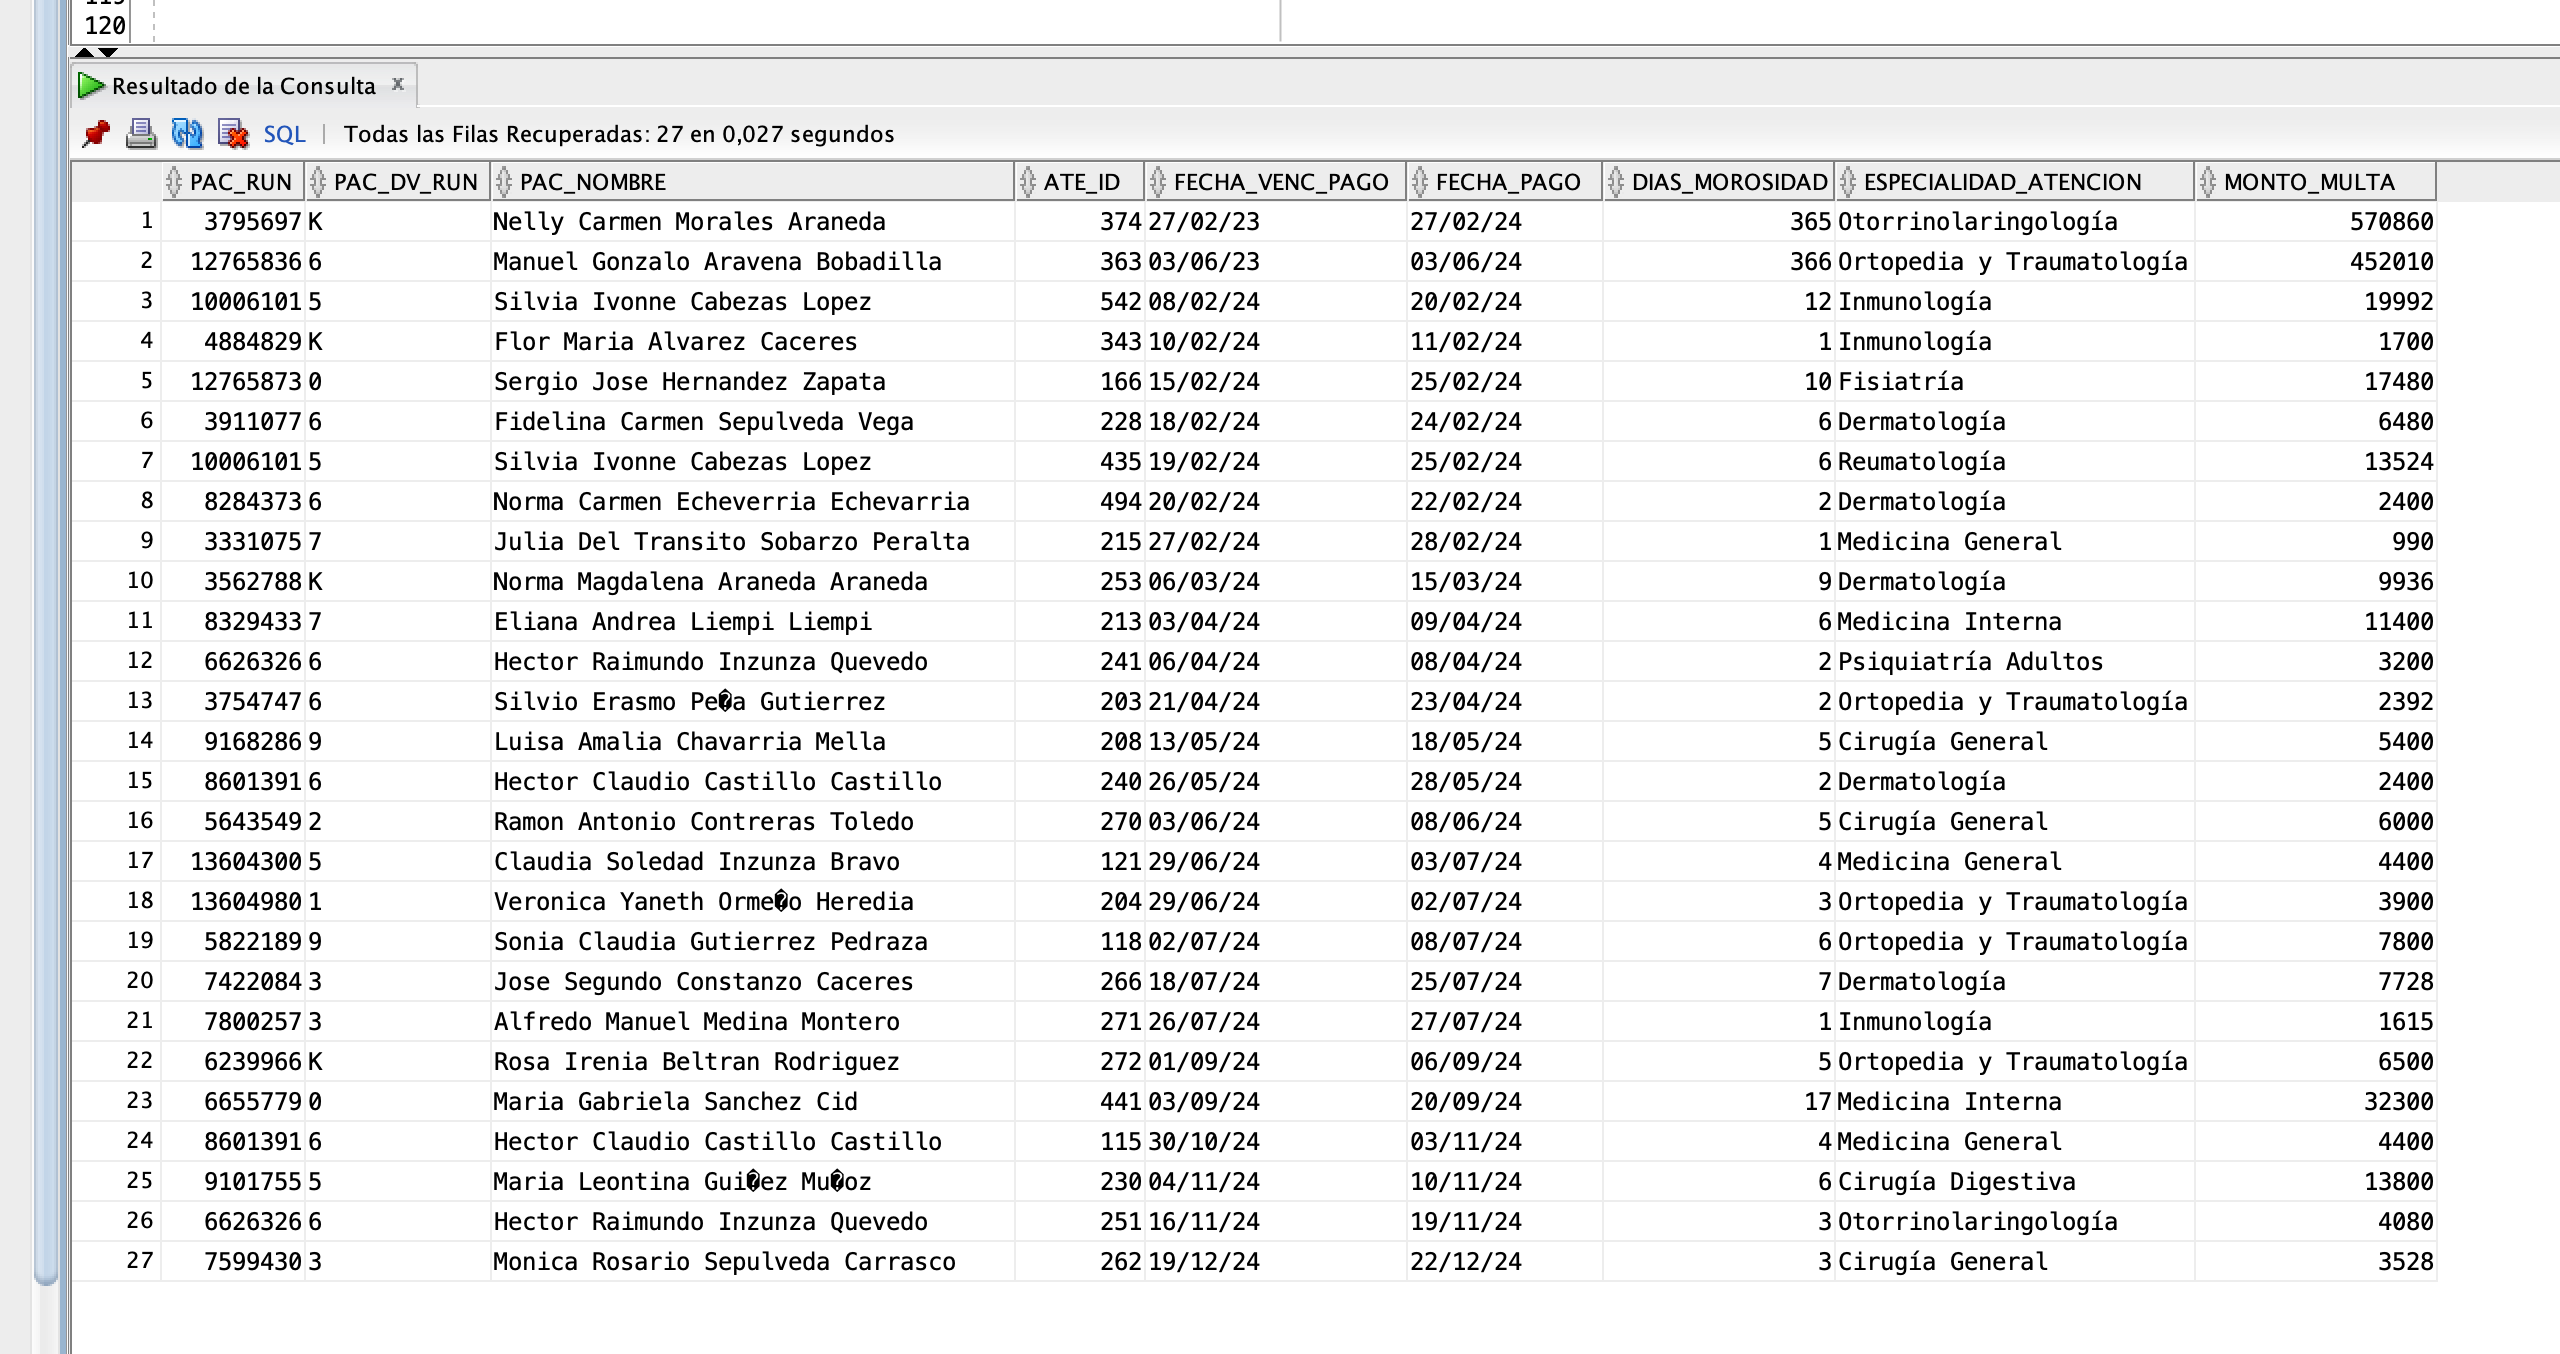 120
Resultado de la Consulta x
SQL | Todas las Filas Recuperadas: 27 en 0,027 segundos
PAC_RUN PAC_DV_RUN PAC_NOMBRE ATE_ID FECHA_VENC_PAGO FECHA_PAGO DIAS_MOROSIDAD ESPECIALIDAD_ATENCION MONTO_MULTA
1 3795697 K Nelly Carmen Morales Araneda 374 27/02/23 27/02/24 365 Otorrinolaringología 570860
2 12765836 6 Manuel Gonzalo Aravena Bobadilla 363 03/06/23 03/06/24 366 Ortopedia y Traumatología 452010
3 10006101 5 Silvia Ivonne Cabezas Lopez 542 08/02/24 20/02/24 12 Inmunología 19992
4 4884829 K Flor Maria Alvarez Caceres 343 10/02/24 11/02/24 1 Inmunología 1700
5 12765873 0 Sergio Jose Hernandez Zapata 166 15/02/24 25/02/24 10 Fisiatría 17480
6 3911077 6 Fidelina Carmen Sepulveda Vega 228 18/02/24 24/02/24 6 Dermatología 6480
7 10006101 5 Silvia Ivonne Cabezas Lopez 435 19/02/24 25/02/24 6 Reumatología 13524
8 8284373 6 Norma Carmen Echeverria Echevarria 494 20/02/24 22/02/24 2 Dermatología 2400
9 3331075 7 Julia Del Transito Sobarzo Peralta 215 27/02/24 28/02/24 1 Medicina General 990
10 3562788 K Norma Magdalena Araneda Araneda 253 06/03/24 15/03/24 9 Dermatología 9936
11 8329433 7 Eliana Andrea Liempi Liempi 213 03/04/24 09/04/24 6 Medicina Interna 11400
12 6626326 6 Hector Raimundo Inzunza Quevedo 241 06/04/24 08/04/24 2 Psiquiatría Adultos 3200
13 3754747 6 Silvio Erasmo Pe�a Gutierrez 203 21/04/24 23/04/24 2 Ortopedia y Traumatología 2392
14 9168286 9 Luisa Amalia Chavarria Mella 208 13/05/24 18/05/24 5 Cirugía General 5400
15 8601391 6 Hector Claudio Castillo Castillo 240 26/05/24 28/05/24 2 Dermatología 2400
16 5643549 2 Ramon Antonio Contreras Toledo 270 03/06/24 08/06/24 5 Cirugía General 6000
17 13604300 5 Claudia Soledad Inzunza Bravo 121 29/06/24 03/07/24 4 Medicina General 4400
18 13604980 1 Veronica Yaneth Orme�o Heredia 204 29/06/24 02/07/24 3 Ortopedia y Traumatología 3900
19 5822189 9 Sonia Claudia Gutierrez Pedraza 118 02/07/24 08/07/24 6 Ortopedia y Traumatología 7800
20 7422084 3 Jose Segundo Constanzo Caceres 266 18/07/24 25/07/24 7 Dermatología 7728
21 7800257 3 Alfredo Manuel Medina Montero 271 26/07/24 27/07/24 1 Inmunología 1615
22 6239966 K Rosa Irenia Beltran Rodriguez 272 01/09/24 06/09/24 5 Ortopedia y Traumatología 6500
23 6655779 0 Maria Gabriela Sanchez Cid 441 03/09/24 20/09/24 17 Medicina Interna 32300
24 8601391 6 Hector Claudio Castillo Castillo 115 30/10/24 03/11/24 4 Medicina General 4400
25 9101755 5 Maria Leontina Gui�ez Mu�oz 230 04/11/24 10/11/24 6 Cirugía Digestiva 13800
26 6626326 6 Hector Raimundo Inzunza Quevedo 251 16/11/24 19/11/24 3 Otorrinolaringología 4080
27 7599430 3 Monica Rosario Sepulveda Carrasco 262 19/12/24 22/12/24 3 Cirugía General 3528